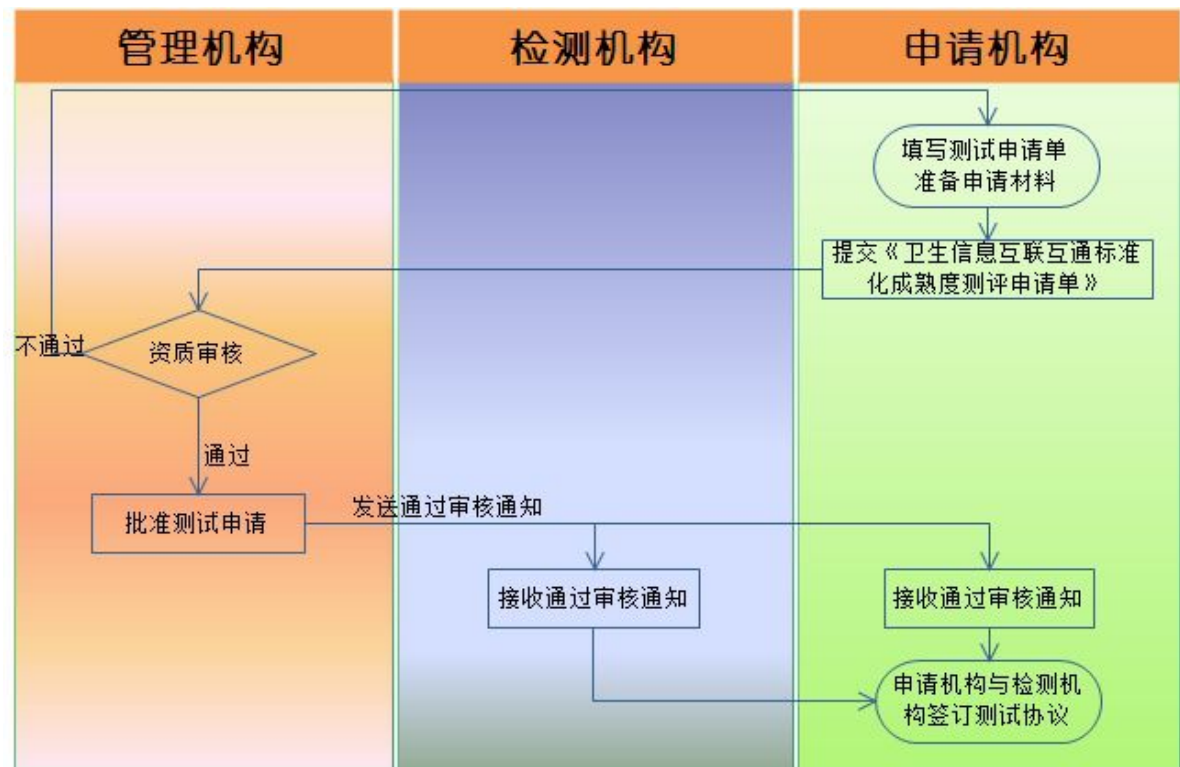 管理机构
检测机构
申请机构
填写测试申请单
准备申请材料
提交《卫生信息互联互通标准
化成熟度测评申请单》
不通过
资质审核
通过
批准测试申请
发送通过审核通知
接收通过审核通知
接收通过审核通知
申请机构与检测机
构签订测试协议